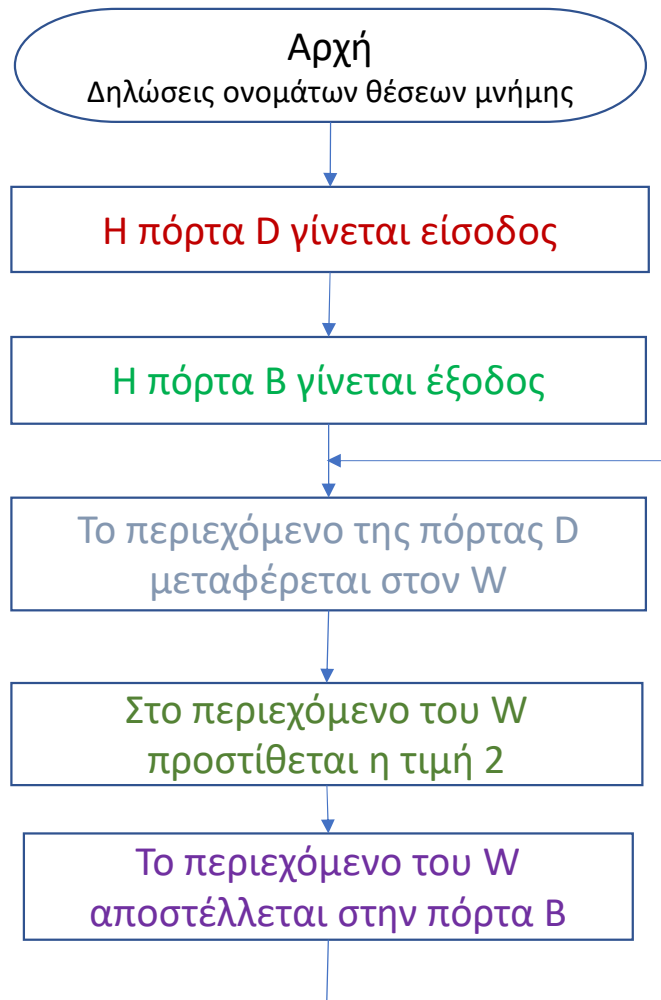 Αρχή
Δηλώσεις ονομάτων θέσεων μνήμης
Η πόρτα D γίνεται είσοδος
Η πόρτα Β γίνεται έξοδος
Το περιεχόμενο της πόρτας D
μεταφέρεται στον W
Στο περιεχόμενο του W
προστίθεται η τιμή 2
Το περιεχόμενο του W
αποστέλλεται στην πόρτα Β